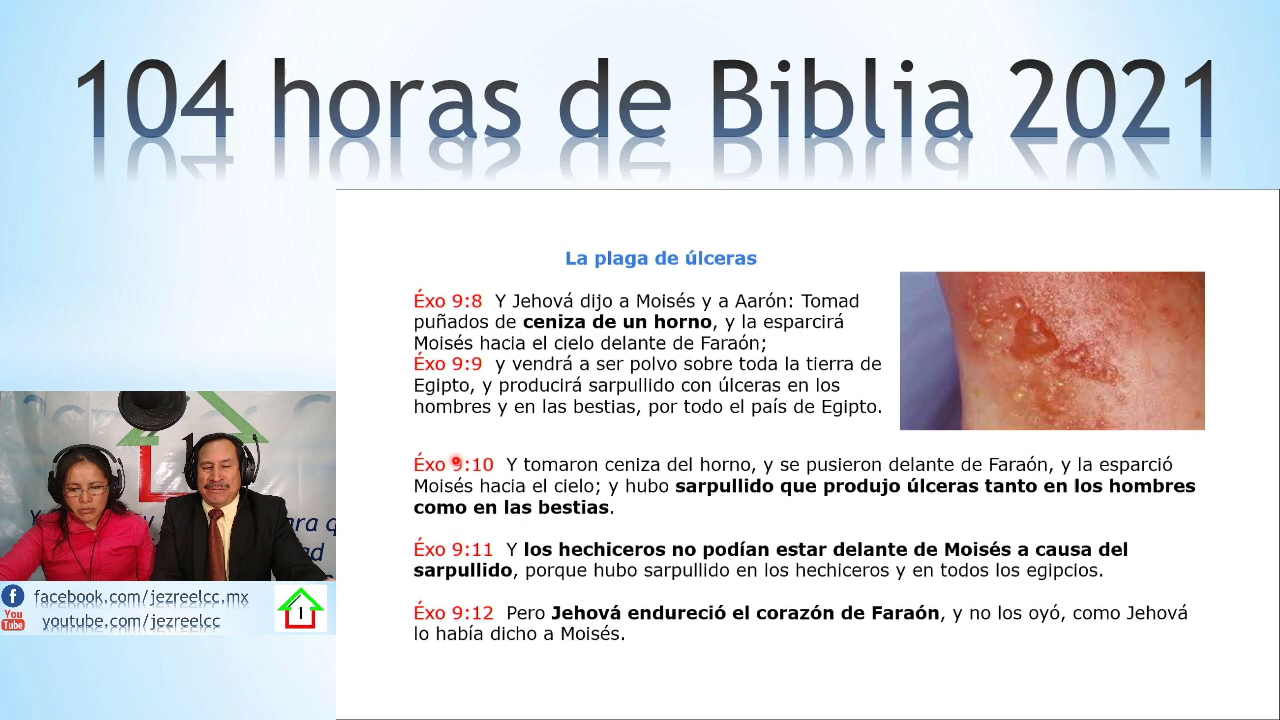 104 horas de Biblia 2021
La plaga de úlceras
Éxo 9:8 Y Jehová dijo a Moisés y a Aarón: Tomad
puñados de ceniza de un horno, y la esparcirá
Moisés hacia el cielo delante de Faraón;
Éxo 9:9 y vendrá a ser polvo sobre toda la tierra de
Egipto, y producirá sarpullido con úlceras en los
hombres y en las bestias, por todo el país de Egipto.
Éxo 9:10 Y tomaron ceniza del horno, y se pusieron delante de Faraón, y la esparció
Moisés hacia el cielo; y hubo sarpullido que produjo úlceras tanto en los hombres
como en las bestias.
Éxo 9:11 Y los hechiceros no podían estar delante de Moisés a causa del
sarpullido, porque hubo sarpullido en los hechiceros y en todos los egipcios.
Éxo 9:12 Pero Jehová endureció el corazón de Faraón, y no los oyó, como Jehová
lo había dicho a Moisés.
facebook.com/jezreelcc.mx
You
Tube
youtube.com/jezreelcc